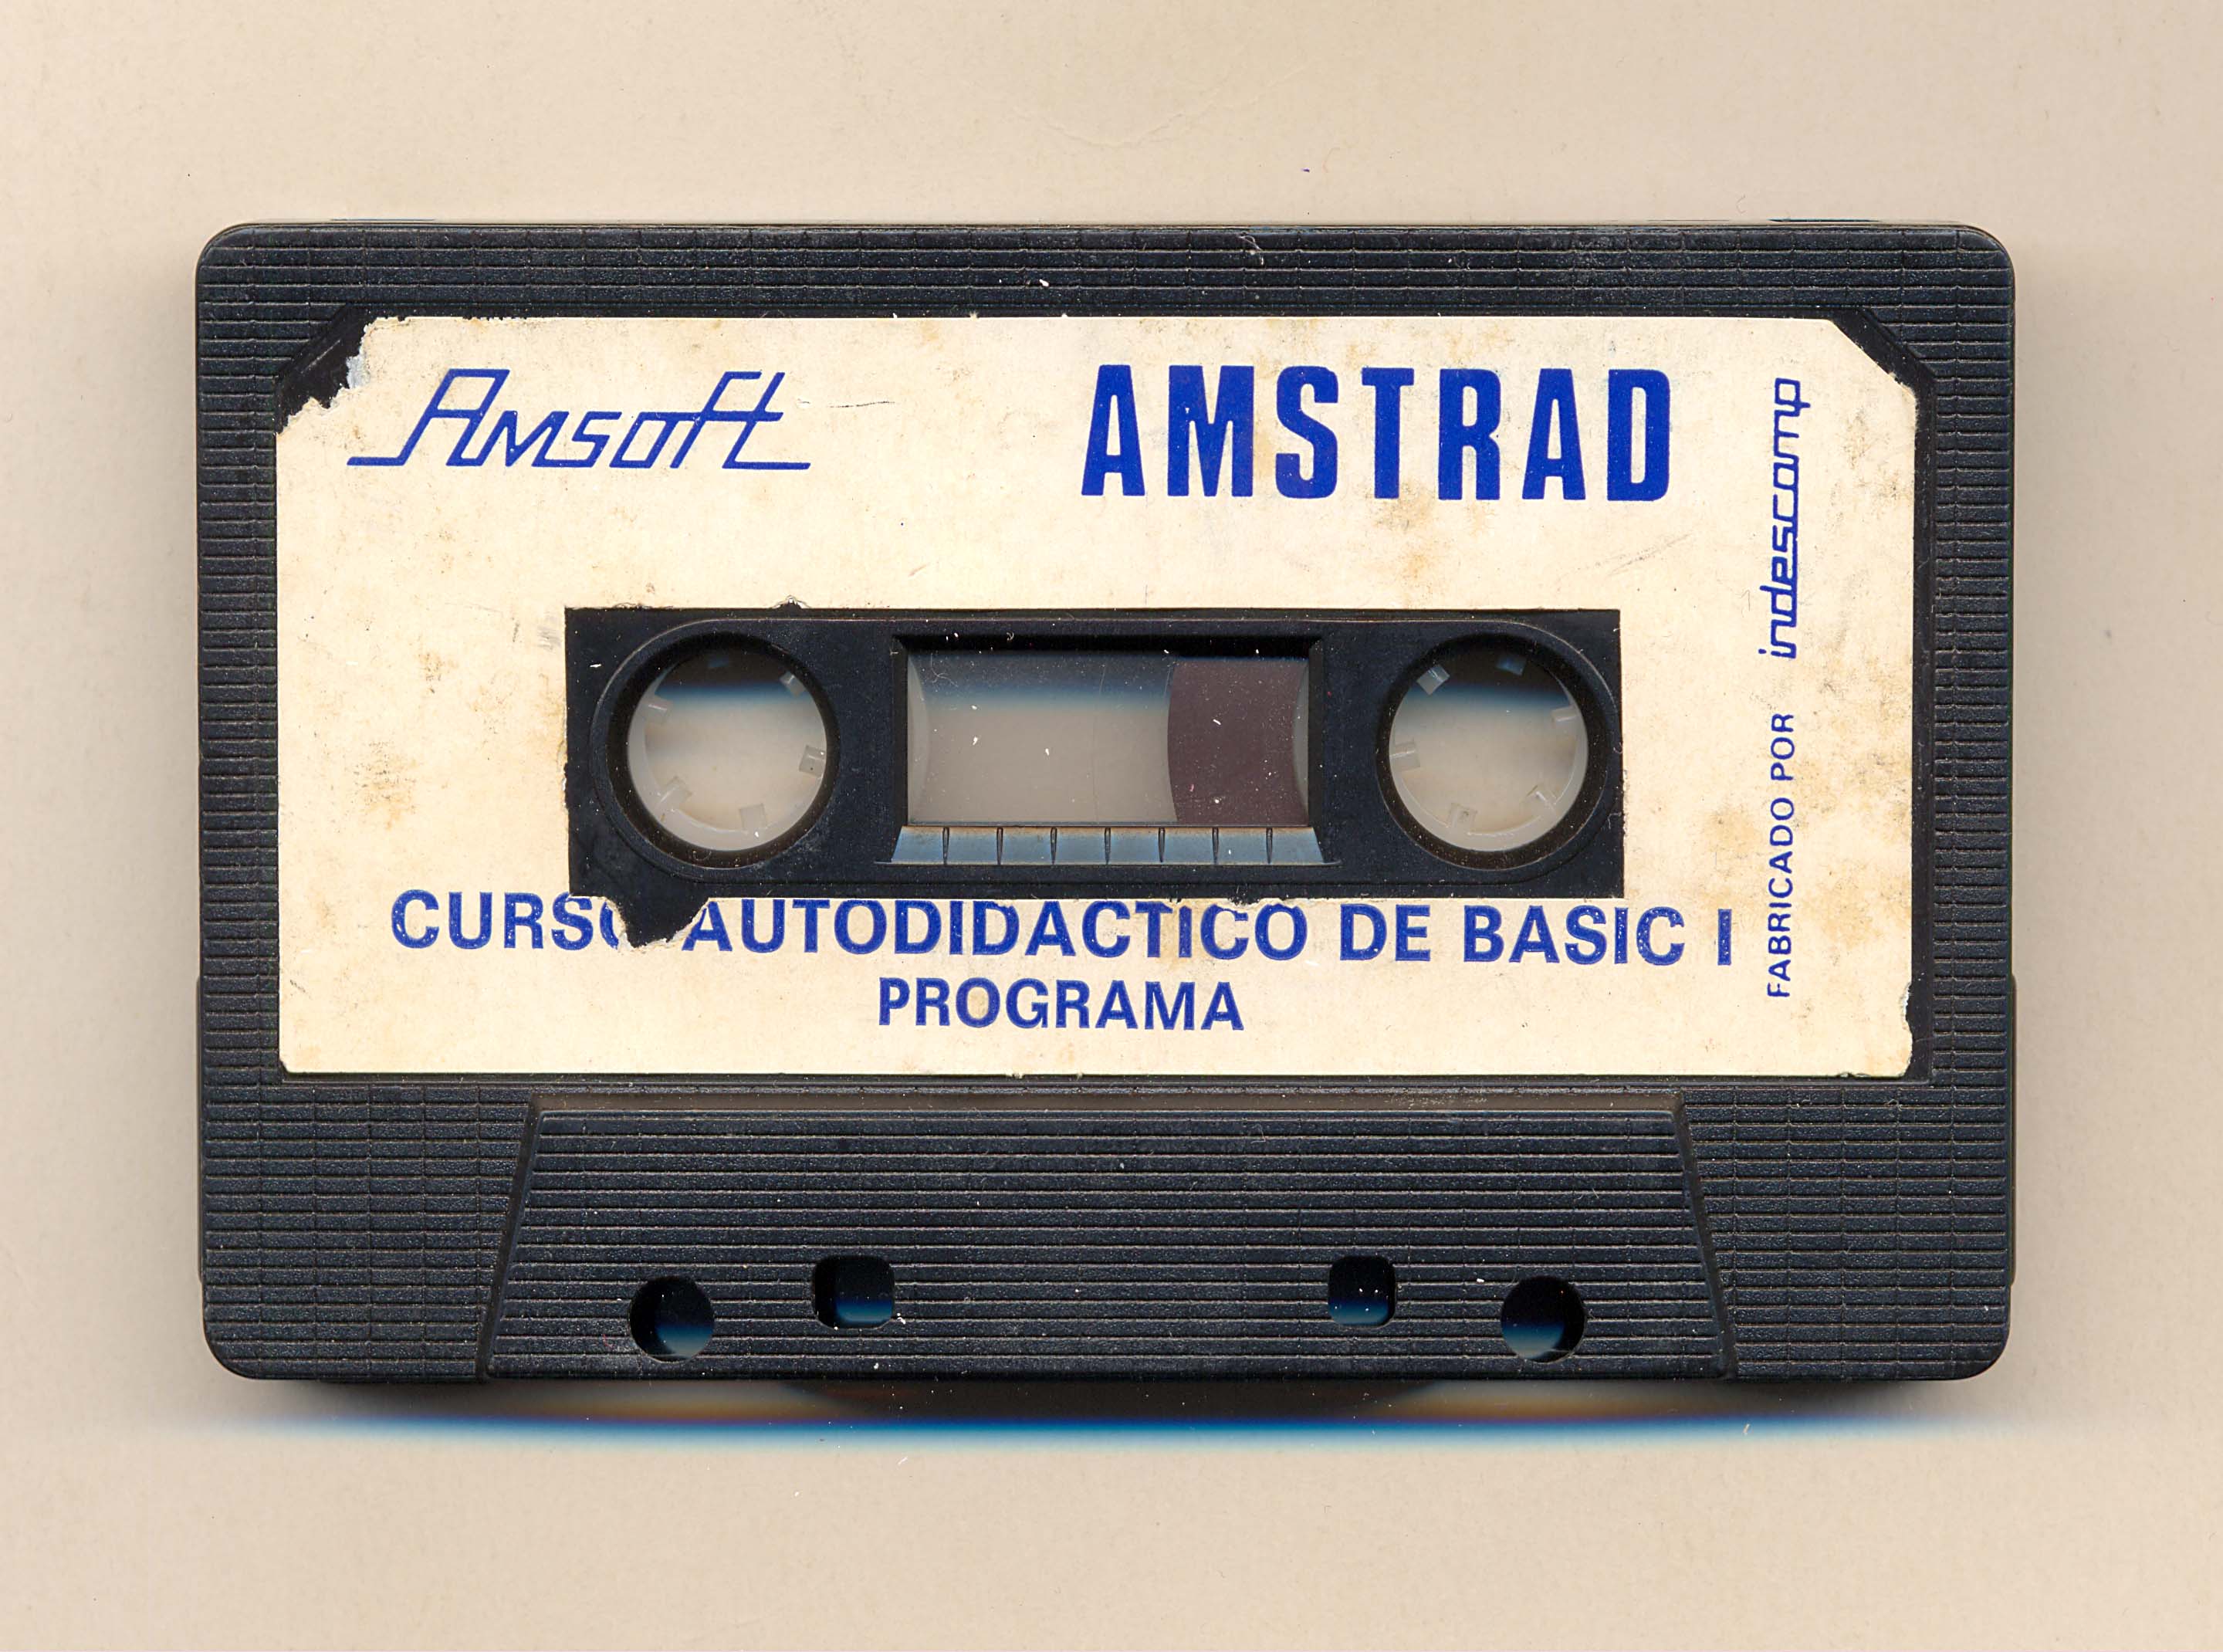 Amsoft
AMSTRAD
CURSO AUTODIDACTICO DE BASIC I
PROGRAMA
FABRICADO POR indescomp